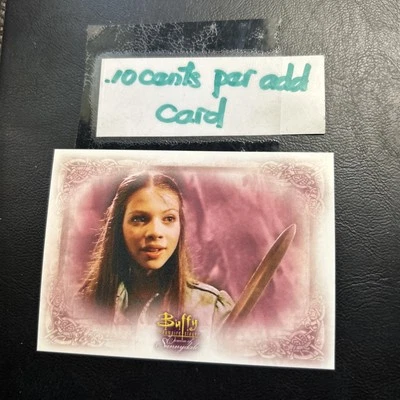 .10 cents per add
card
Buffy